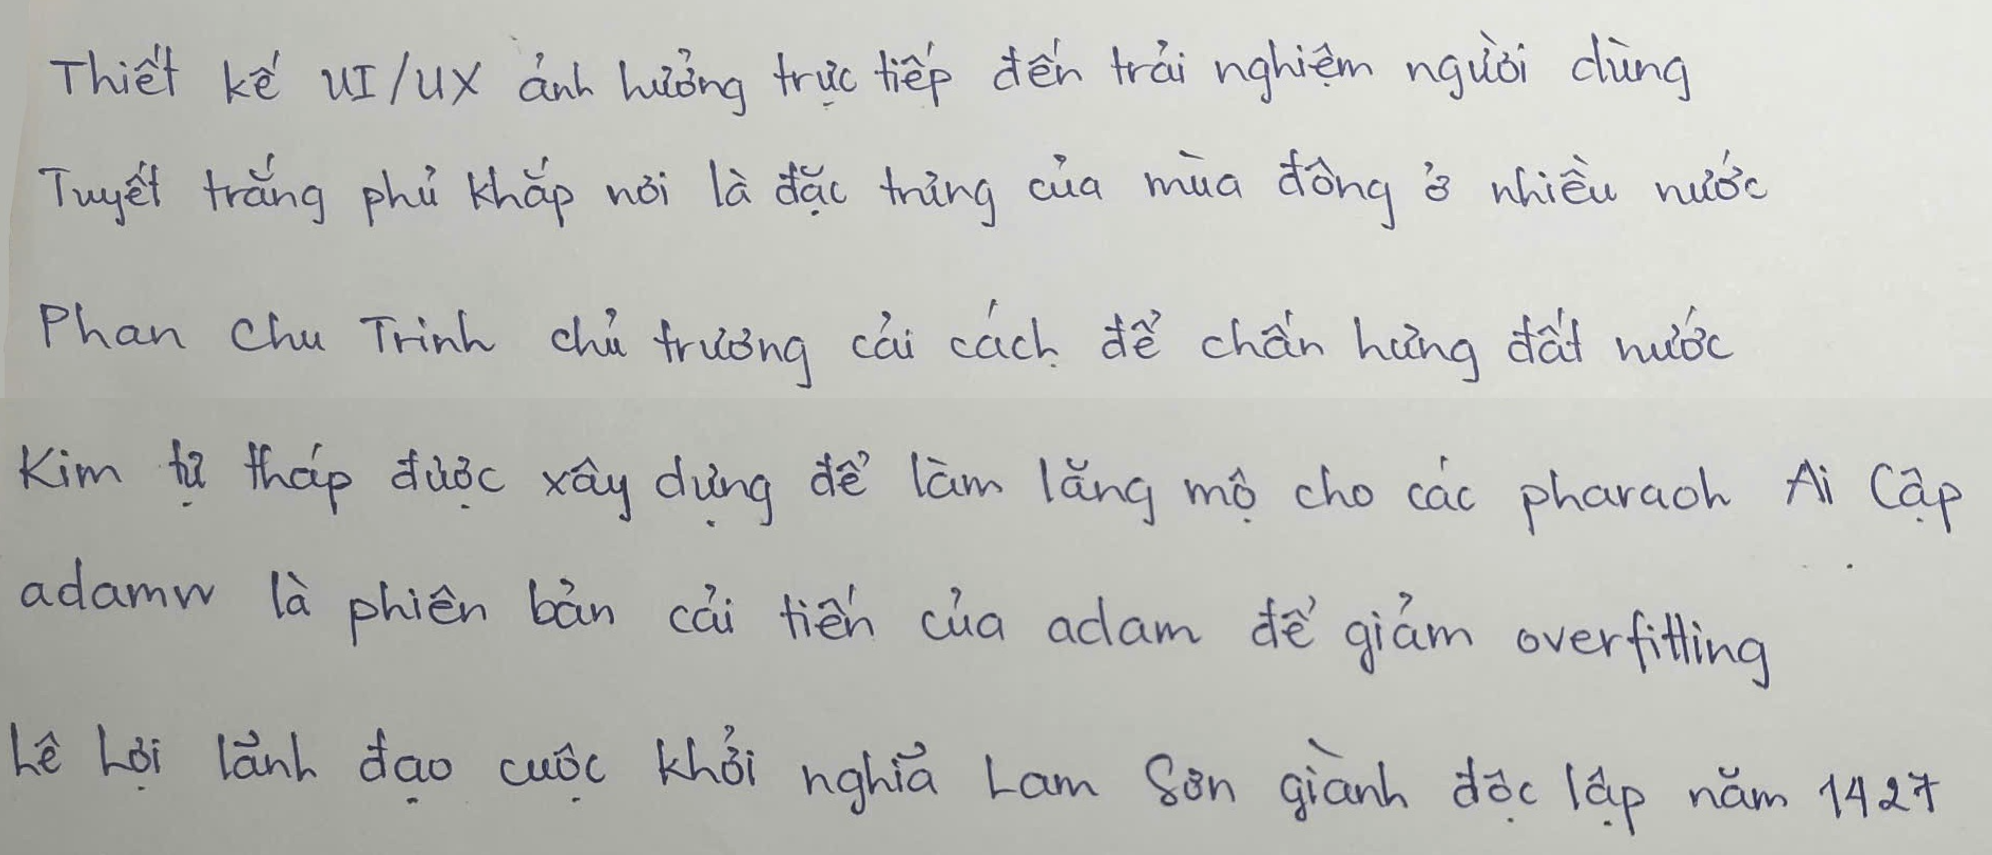 Thiết kế UI/UX ảnh hưởng trực tiếp đến trải nghiệm người dùng
Tuyết trắng phủ khắp nơi là đặc trưng của mùa đông ở nhiều nước
Phan Chu Trinh chủ trương cải cách để chấn hưng đất nước
Kim tự tháp được xây dựng để làm lăng mộ cho các pharaoh Ai Cập
adamw là phiên bản cải tiến của adam để giảm overfitting
Lê Lợi lãnh đạo cuộc khởi nghĩa Lam Sơn giành độc lập năm 1427